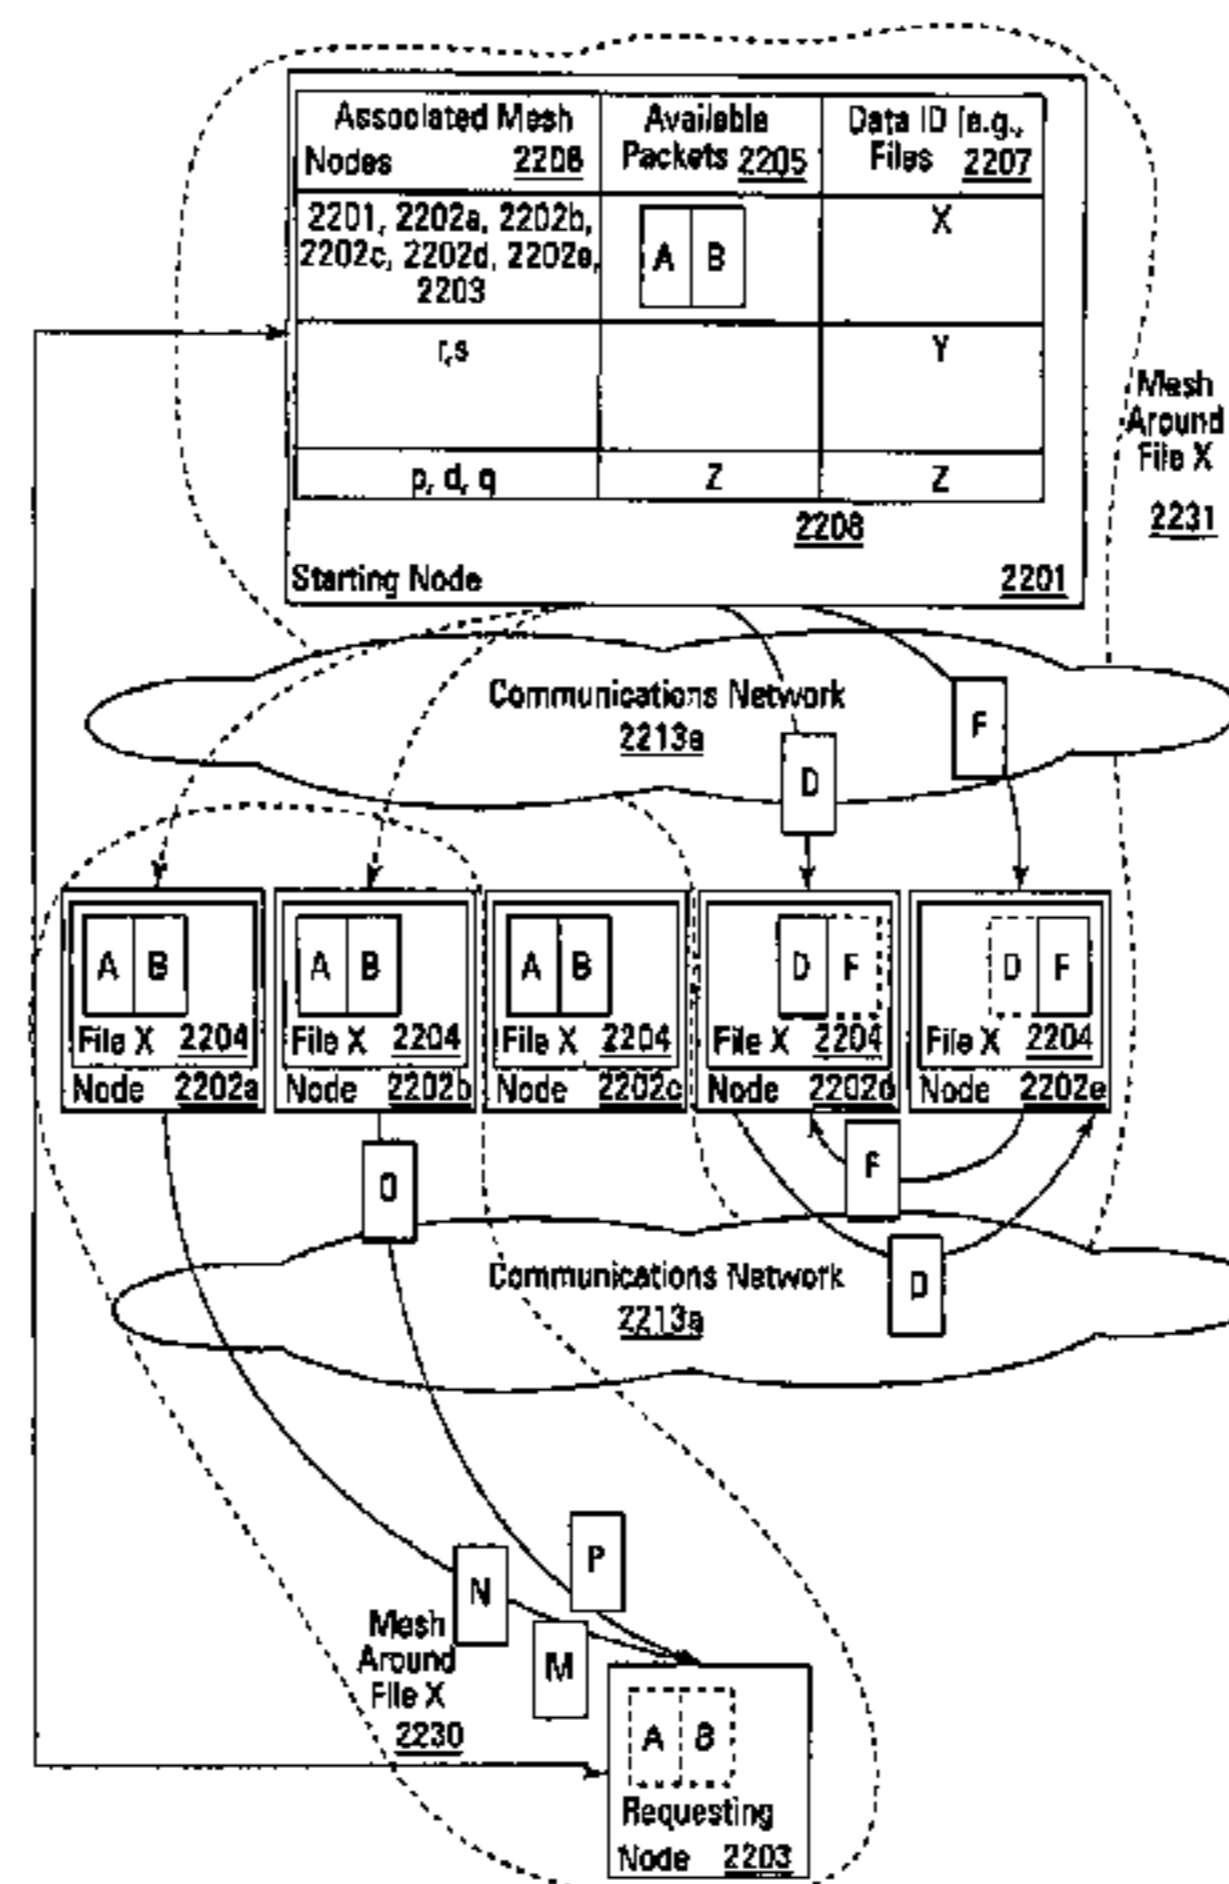 Associated Mesh
Nodes 2206
Available
Packets 2205
Data ID [e.g.,
Files 2207
2201, 2202a, 2202b,
2202c, 2202d, 2202e,
2203
A B
X
r,s
Y
p, d, q
Z
Z
2208
Starting Node 2201
Mesh
Around
File X
2231
Communications Network
2213a
D
F
A B
File X 2204
Node 2202a
A B
File X 2204
Node 2202b
A B
File X 2204
Node 2202c
D F
File X 2204
Node 2202d
D F
File X 2204
Node 2202e
O
F
D
Communications Network
2213a
N
P
M
Mesh
Around
File X
2230
A B
Requesting
Node 2203